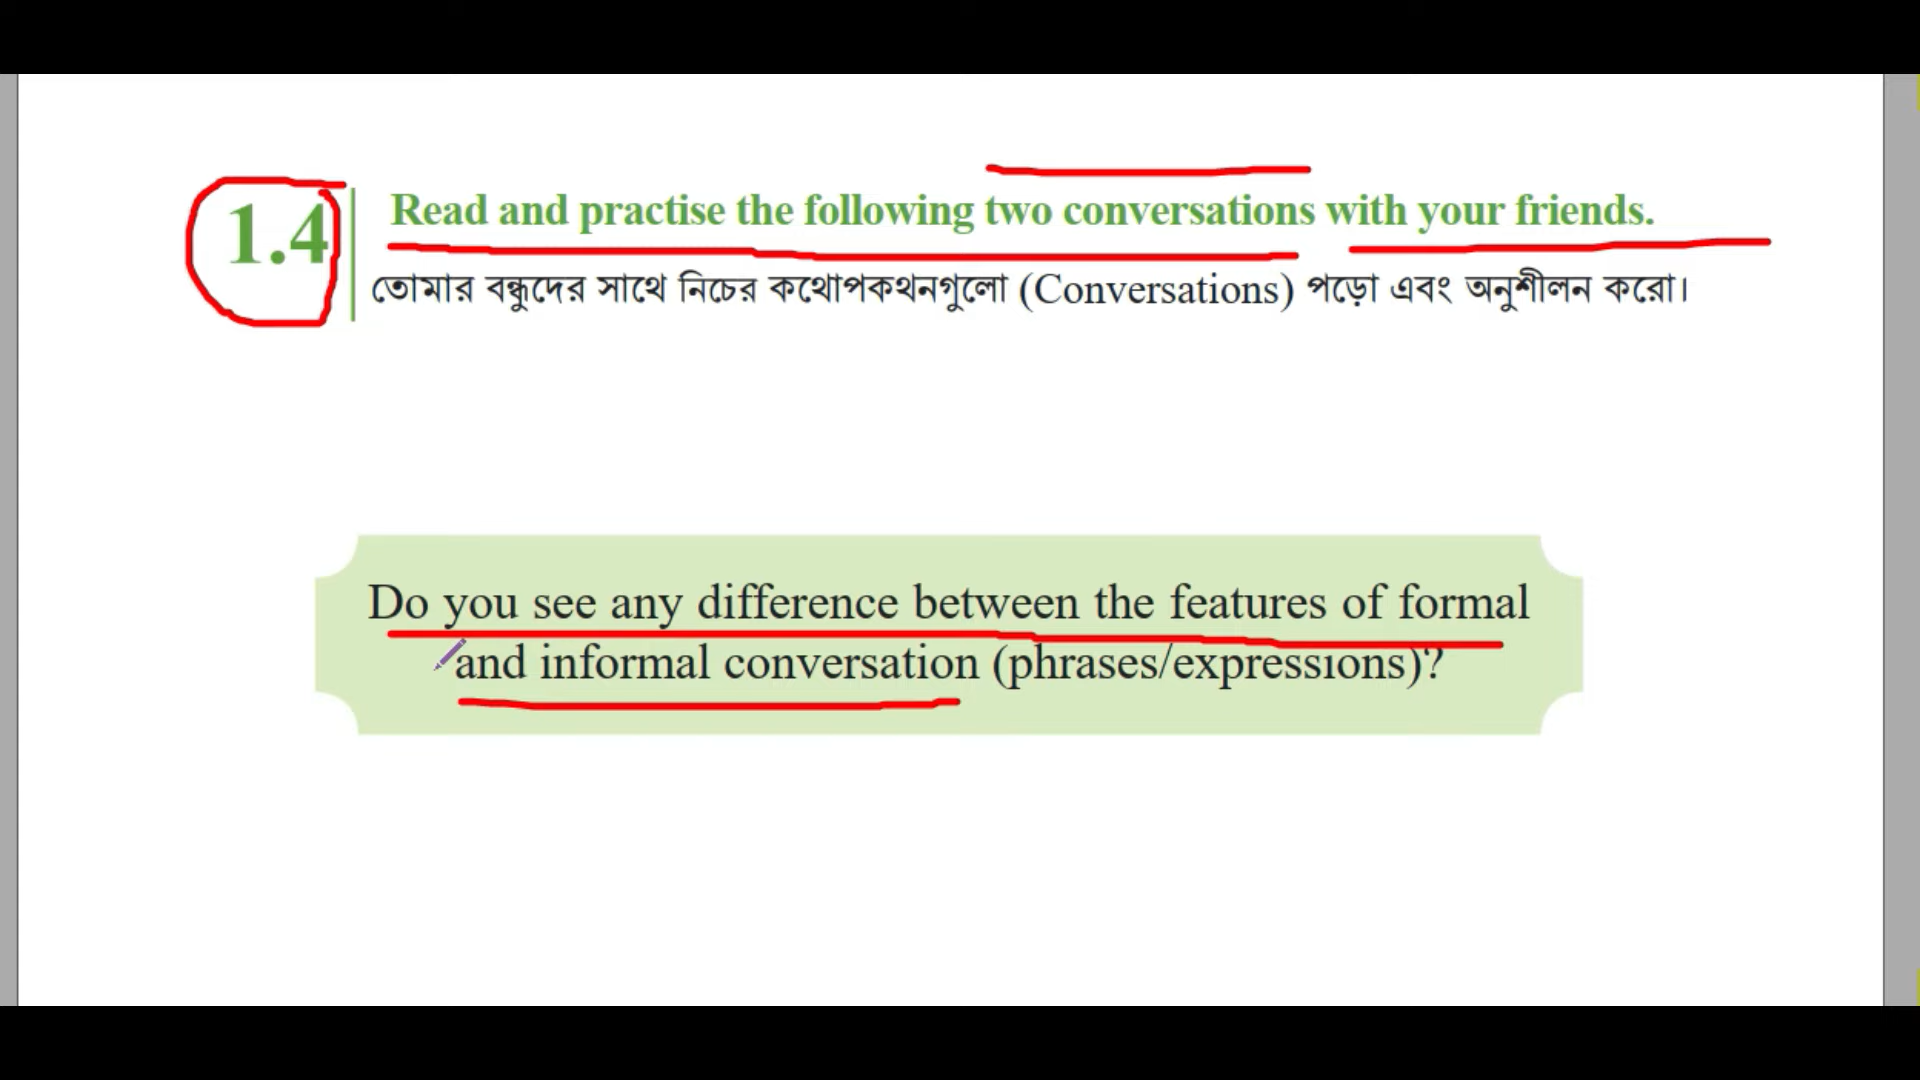 1.4
Read and practise the following two conversations with your friends.
তোমার বন্ধুদের সাথে নিচের কথোপকথনগুলো (Conversations) পড়ো এবং অনুশীলন করো।
Do you see any difference between the features of formal
and informal conversation (phrases/expressions)?